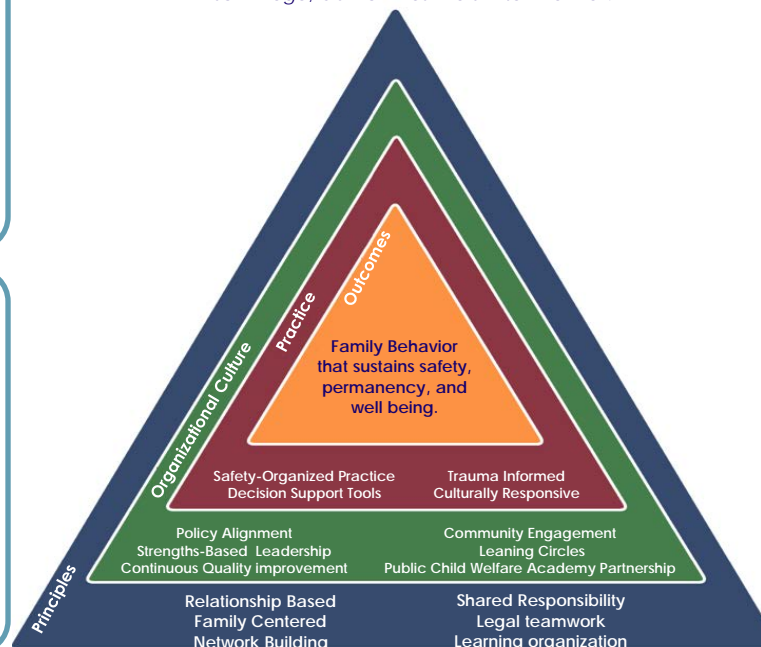 Outcomes
Family Behavior
that sustains safety,
permanency, and
well being.
Practice
Safety-Organized Practice
Decision Support Tools
Trauma Informed
Culturally Responsive
Organizational Culture
Policy Alignment
Strengths-Based Leadership
Continuous Quality improvement
Community Engagement
Leaning Circles
Public Child Welfare Academy Partnership
Principles
Relationship Based
Family Centered
Network Building
Shared Responsibility
Legal teamwork
Learning organization